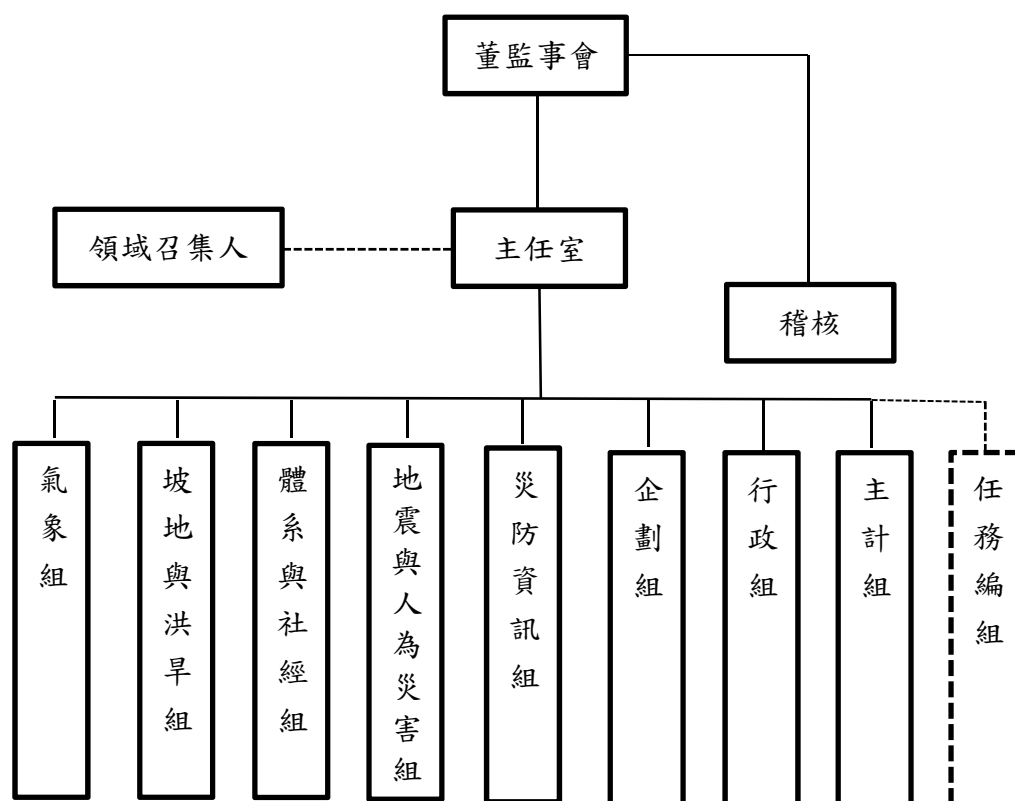 董監事會
領域召集人
主任室
稽核
氣象組
坡地與洪旱組
體系與社經組
地震與人為災害組
災防資訊組
企劃組
行政組
主計組
任務編組